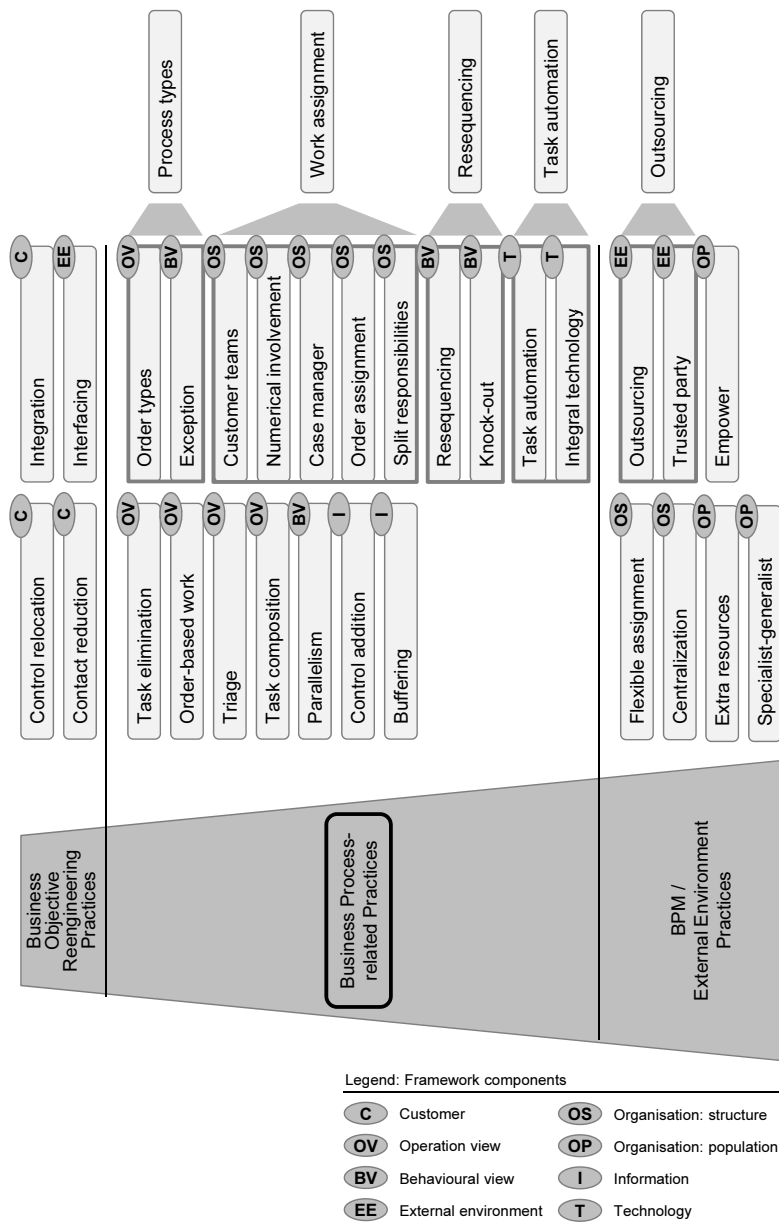 Process types
Work assignment
Resequencing
Task automation
Outsourcing
C
Integration
EE
Interfacing
OV
Order types
BV
Exception
OS
Customer teams
OS
Numerical involvement
OS
Case manager
OS
Order assignment
OS
Split responsibilities
BV
Resequencing
BV
Knock-out
T
Task automation
T
Integral technology
EE
Outsourcing
EE
Trusted party
OP
Empower
C
Control relocation
C
Contact reduction
OV
Task elimination
OV
Order-based work
OV
Triage
OV
Task composition
BV
Parallelism
I
Control addition
I
Buffering
OS
Flexible assignment
OS
Centralization
OP
Extra resources
OP
Specialist-generalist
Business
Objective
Reengineering
Practices
Business Process-
related Practices
BPM /
External Environment
Practices
Legend: Framework components
C Customer
OS Organisation: structure
OV Operation view
OP Organisation: population
BV Behavioural view
I Information
EE External environment
T Technology